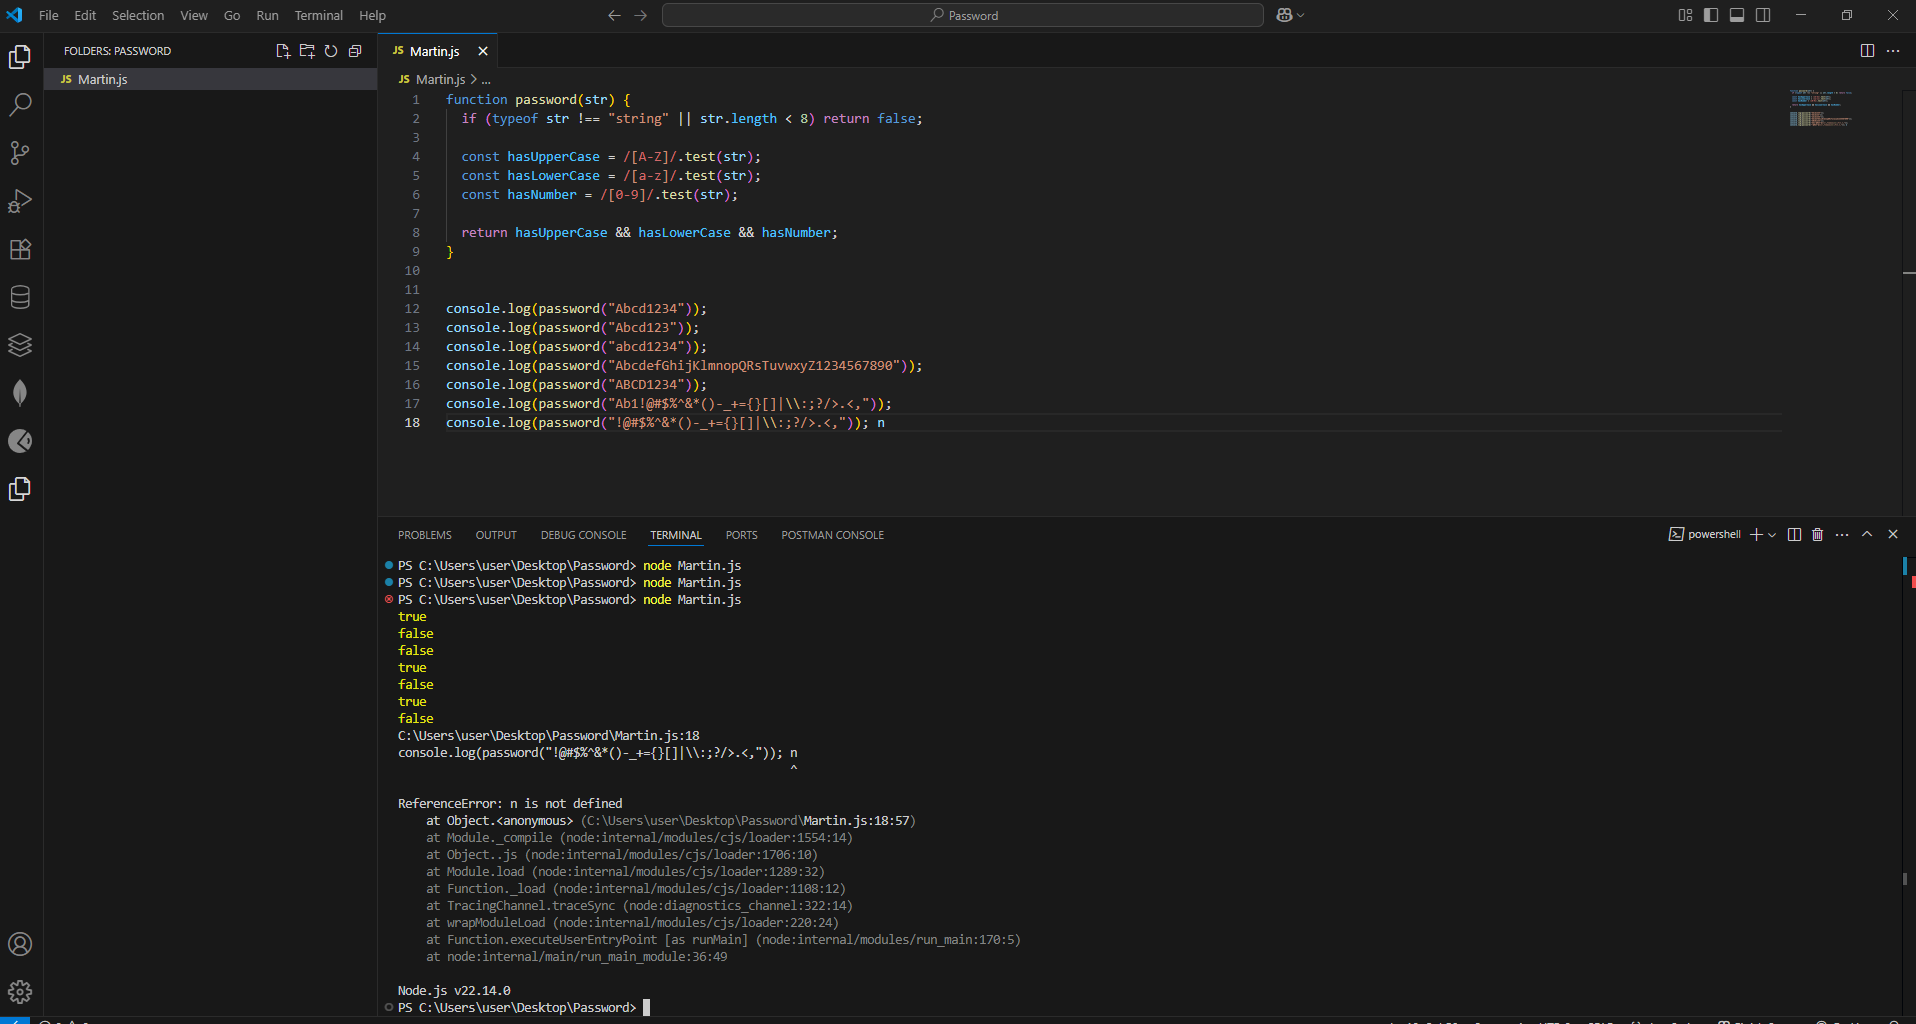 File Edit Selection View Go Run Terminal Help
Password
FOLDERS: PASSWORD
JS Martin.js
JS Martin.js
JS Martin.js > ...
1 function password(str) {
2 if (typeof str !== "string" || str.length < 8) return false;
3
4 const hasUpperCase = /[A-Z]/.test(str);
5 const hasLowerCase = /[a-z]/.test(str);
6 const hasNumber = /[0-9]/.test(str);
7
8 return hasUpperCase && hasLowerCase && hasNumber;
9 }
10
11
12 console.log(password("Abcd1234"));
13 console.log(password("Abcd123"));
14 console.log(password("abcd1234"));
15 console.log(password("AbcdefGhijKlmnopQRsTuvwxyZ1234567890"));
16 console.log(password("ABCD1234"));
17 console.log(password("Ab1!@#$%^&*()-_+={}[]|\\:;?/>.<,"));
18 console.log(password("!@#$%^&*()-_+={}[]|\\:;?/>.<,")); n
PROBLEMS OUTPUT DEBUG CONSOLE TERMINAL PORTS POSTMAN CONSOLE
powershell
PS C:\Users\user\Desktop\Password> node Martin.js
PS C:\Users\user\Desktop\Password> node Martin.js
PS C:\Users\user\Desktop\Password> node Martin.js
true
false
false
true
false
true
false
C:\Users\user\Desktop\Password\Martin.js:18
console.log(password("!@#$%^&*()-_+={}[]|\\:;?/>.<,")); n
^
ReferenceError: n is not defined
at Object.<anonymous> (C:\Users\user\Desktop\Password\Martin.js:18:57)
at Module._compile (node:internal/modules/cjs/loader:1554:14)
at Object..js (node:internal/modules/cjs/loader:1706:10)
at Module.load (node:internal/modules/cjs/loader:1289:32)
at Function._load (node:internal/modules/cjs/loader:1108:12)
at TracingChannel.traceSync (node:diagnostics_channel:322:14)
at wrapModuleLoad (node:internal/modules/cjs/loader:220:24)
at Function.executeUserEntryPoint [as runMain] (node:internal/modules/run_main:170:5)
at node:internal/main/run_main_module:36:49
Node.js v22.14.0
PS C:\Users\user\Desktop\Password>